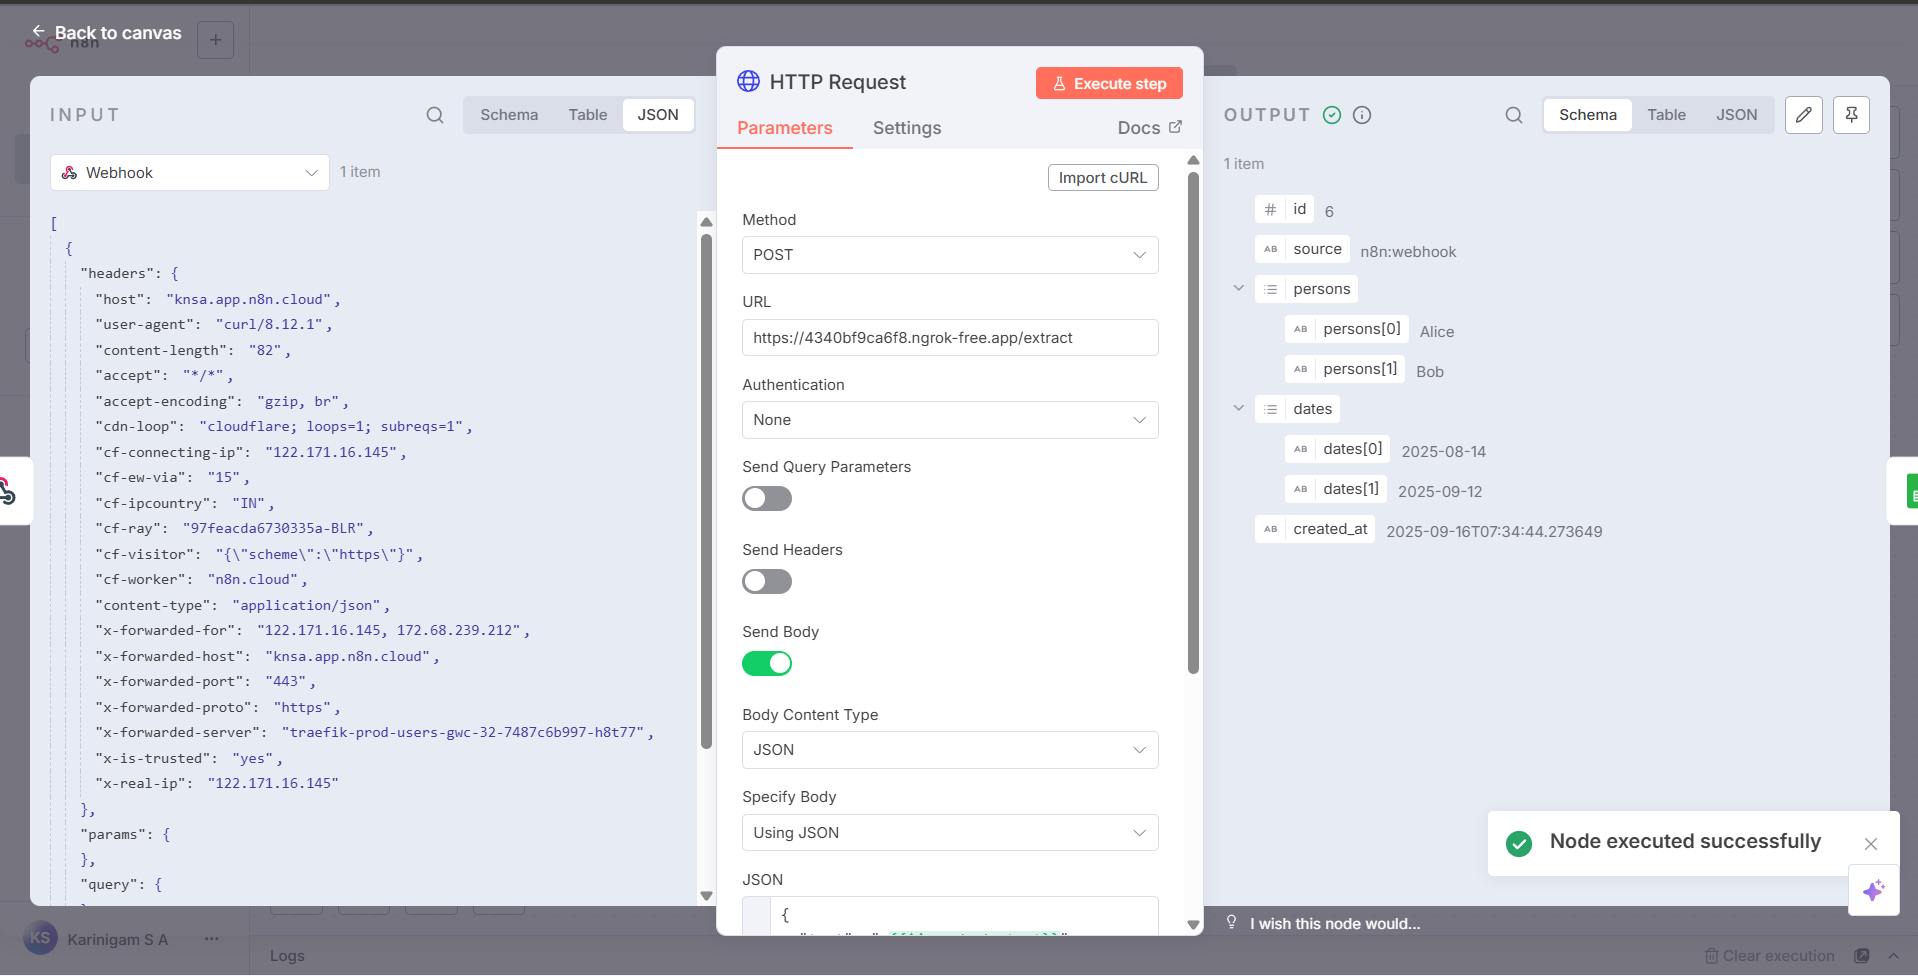 Back to canvas
n8n
INPUT
Schema
Table
JSON
Webhook
1 item
[
{
"headers": {
"host": "knsa.app.n8n.cloud",
"user-agent": "curl/8.12.1",
"content-length": "82",
"accept": "*/*",
"accept-encoding": "gzip, br",
"cdn-loop": "cloudflare; loops=1; subreqs=1",
"cf-connecting-ip": "122.171.16.145",
"cf-ew-via": "15",
"cf-ipcountry": "IN",
"cf-ray": "97feacda6730335a-BLR",
"cf-visitor": "{\"scheme\":\"https\"}",
"cf-worker": "n8n.cloud",
"content-type": "application/json",
"x-forwarded-for": "122.171.16.145, 172.68.239.212",
"x-forwarded-host": "knsa.app.n8n.cloud",
"x-forwarded-port": "443",
"x-forwarded-proto": "https",
"x-forwarded-server": "traefik-prod-users-gwc-32-7487c6b997-h8t77",
"x-is-trusted": "yes",
"x-real-ip": "122.171.16.145"
},
"params": {
},
"query": {
HTTP Request
Execute step
Parameters
Settings
Docs
Import cURL
Method
POST
URL
https://4340bf9ca6f8.ngrok-free.app/extract
Authentication
None
Send Query Parameters
Send Headers
Send Body
Body Content Type
JSON
Specify Body
Using JSON
JSON
{
OUTPUT
Schema
Table
JSON
1 item
# id 6
AB source n8n:webhook
persons
AB persons[0] Alice
AB persons[1] Bob
dates
AB dates[0] 2025-08-14
AB dates[1] 2025-09-12
AB created_at 2025-09-16T07:34:44.273649
Node executed successfully
I wish this node would...
KS Karinigam S A
Logs
Clear execution